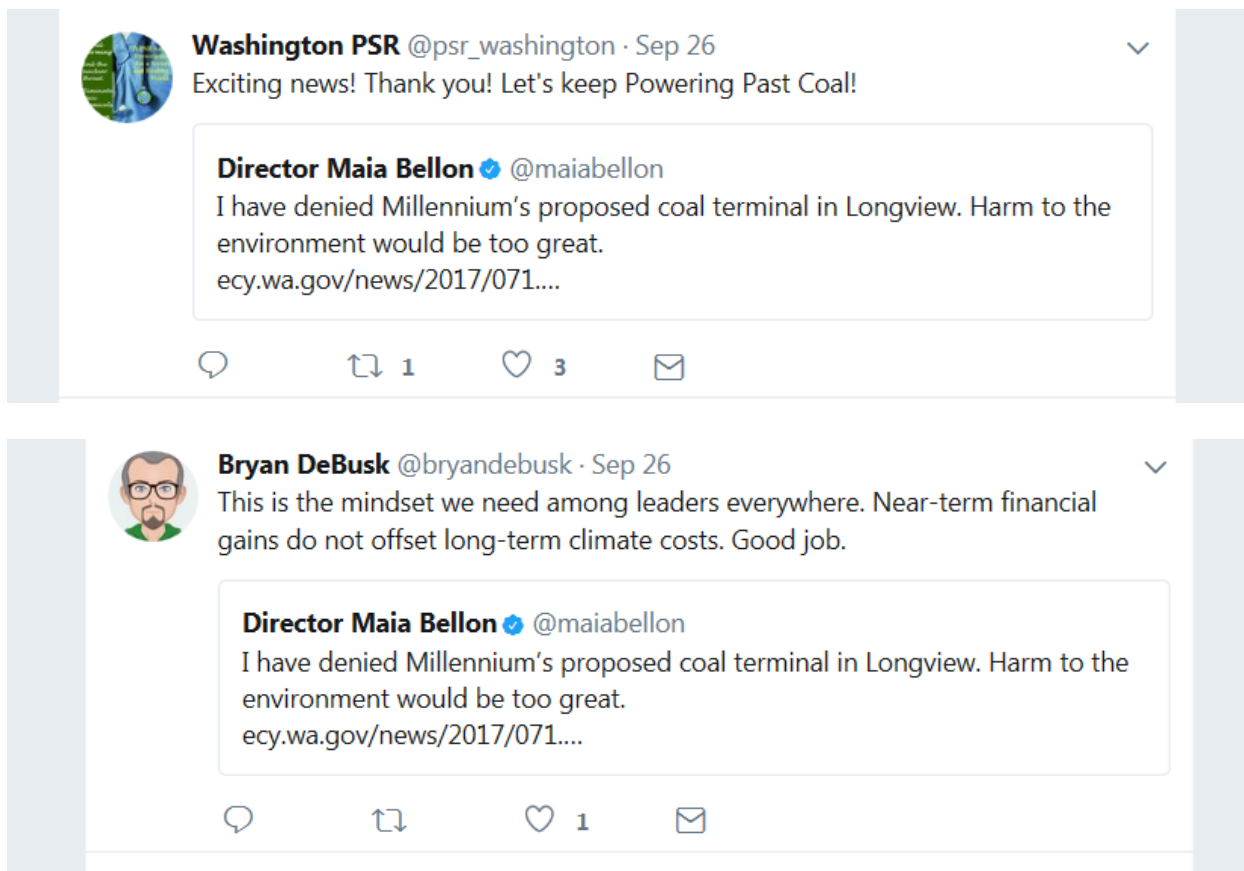 Washington PSR @psr_washington · Sep 26
Exciting news! Thank you! Let's keep Powering Past Coal!
Director Maia Bellon @maiabellon
I have denied Millennium's proposed coal terminal in Longview. Harm to the
environment would be too great.
ecy.wa.gov/news/2017/071....
1 3
Bryan DeBusk @bryandebusk · Sep 26
This is the mindset we need among leaders everywhere. Near-term financial
gains do not offset long-term climate costs. Good job.
Director Maia Bellon @maiabellon
I have denied Millennium's proposed coal terminal in Longview. Harm to the
environment would be too great.
ecy.wa.gov/news/2017/071....
1